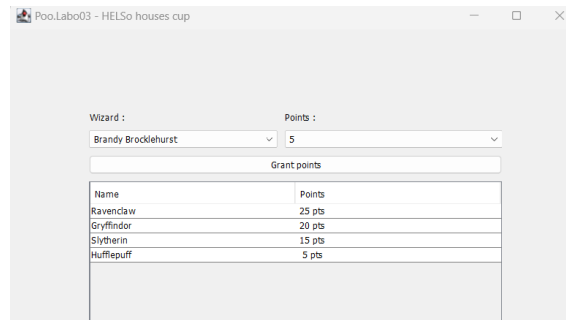 Poo.Labo03 - HELSo houses cup
Wizard : Points :
Brandy Brocklehurst 5
Grant points
Name Points
Ravenclaw 25 pts
Gryffindor 20 pts
Slytherin 15 pts
Hufflepuff 5 pts